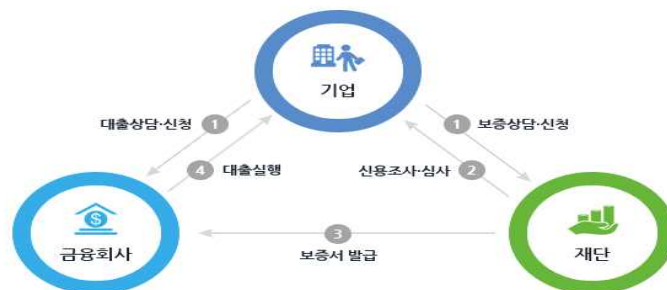 기업
대출상담·신청 1
1 보증상담·신청
4 대출실행
신용조사·심사 2
$
금융회사
3
보증서 발급
재단